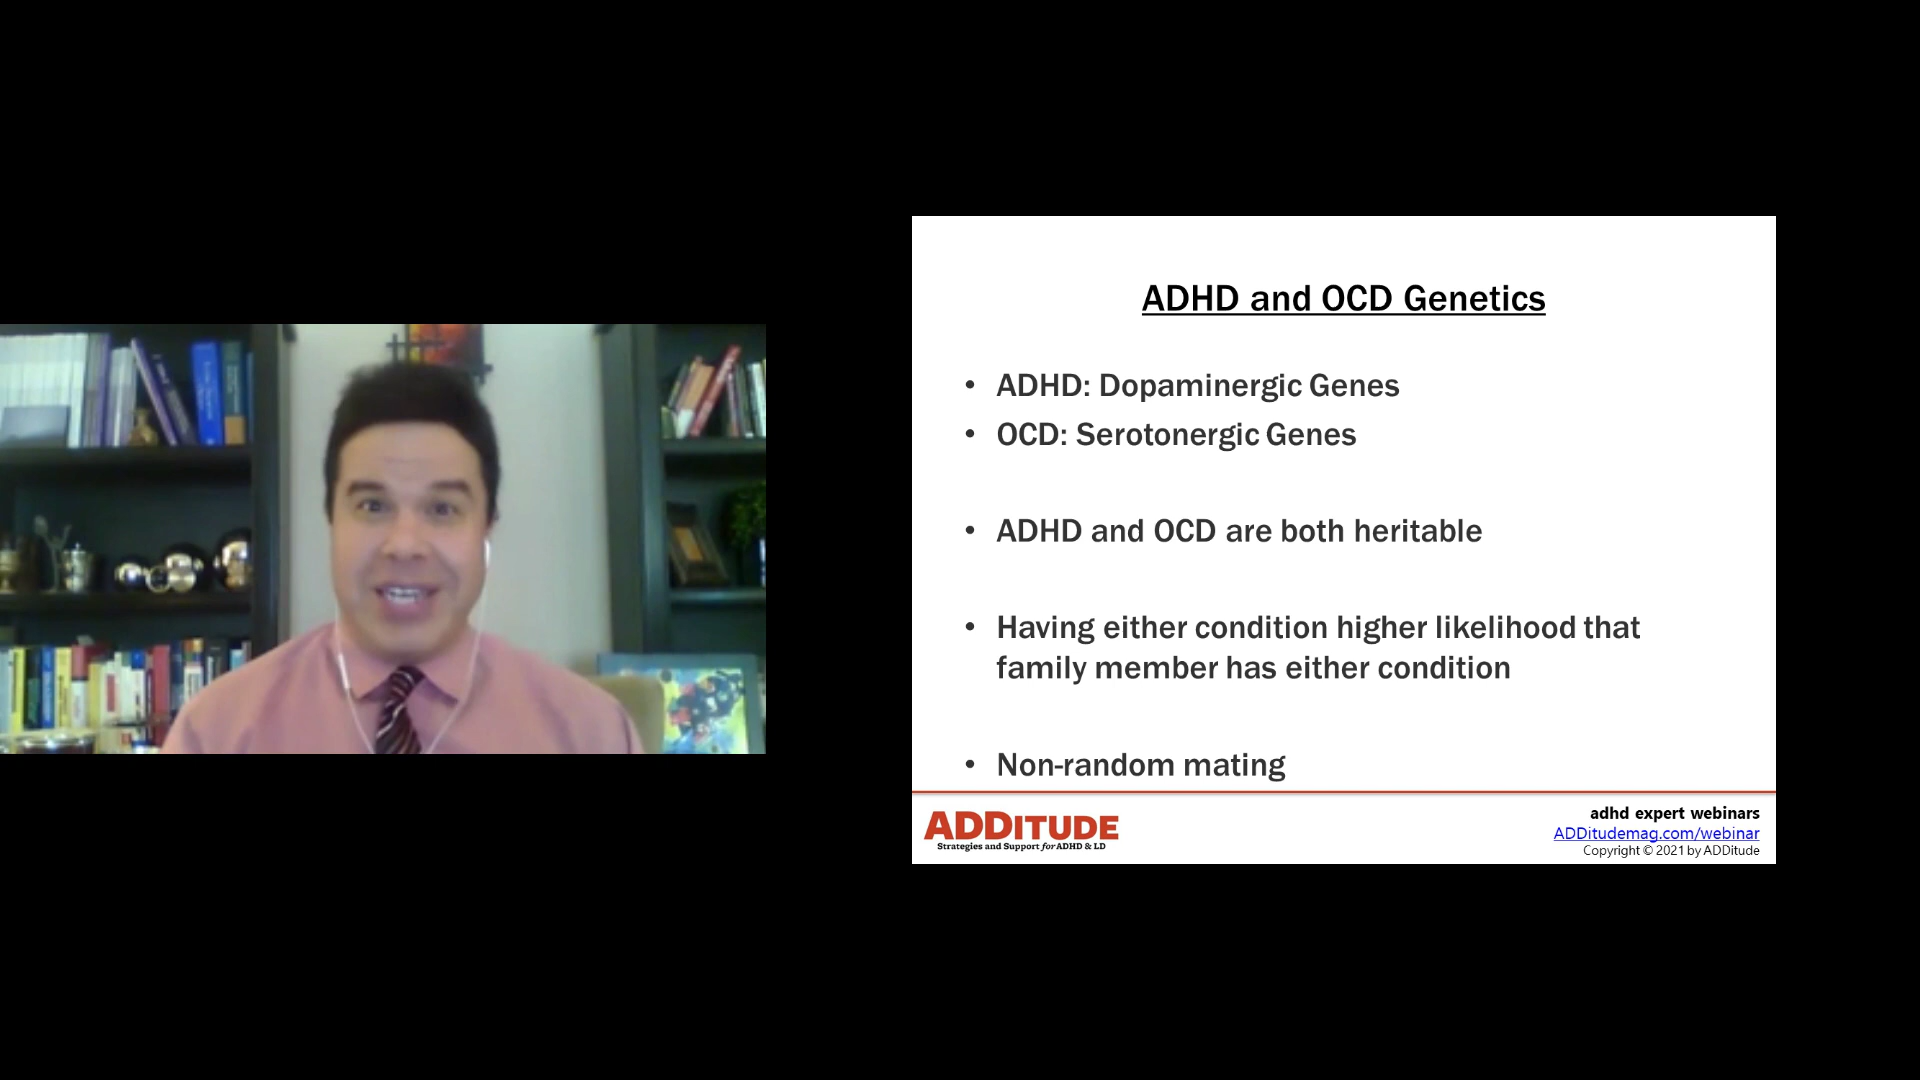 ADHD and OCD Genetics
• ADHD: Dopaminergic Genes
• OCD: Serotonergic Genes
• ADHD and OCD are both heritable
• Having either condition higher likelihood that
family member has either condition
• Non-random mating
ADDITUDE
Strategies and Support for ADHD & LD
adhd expert webinars
ADDitudemag.com/webinar
Copyright © 2021 by ADDitude